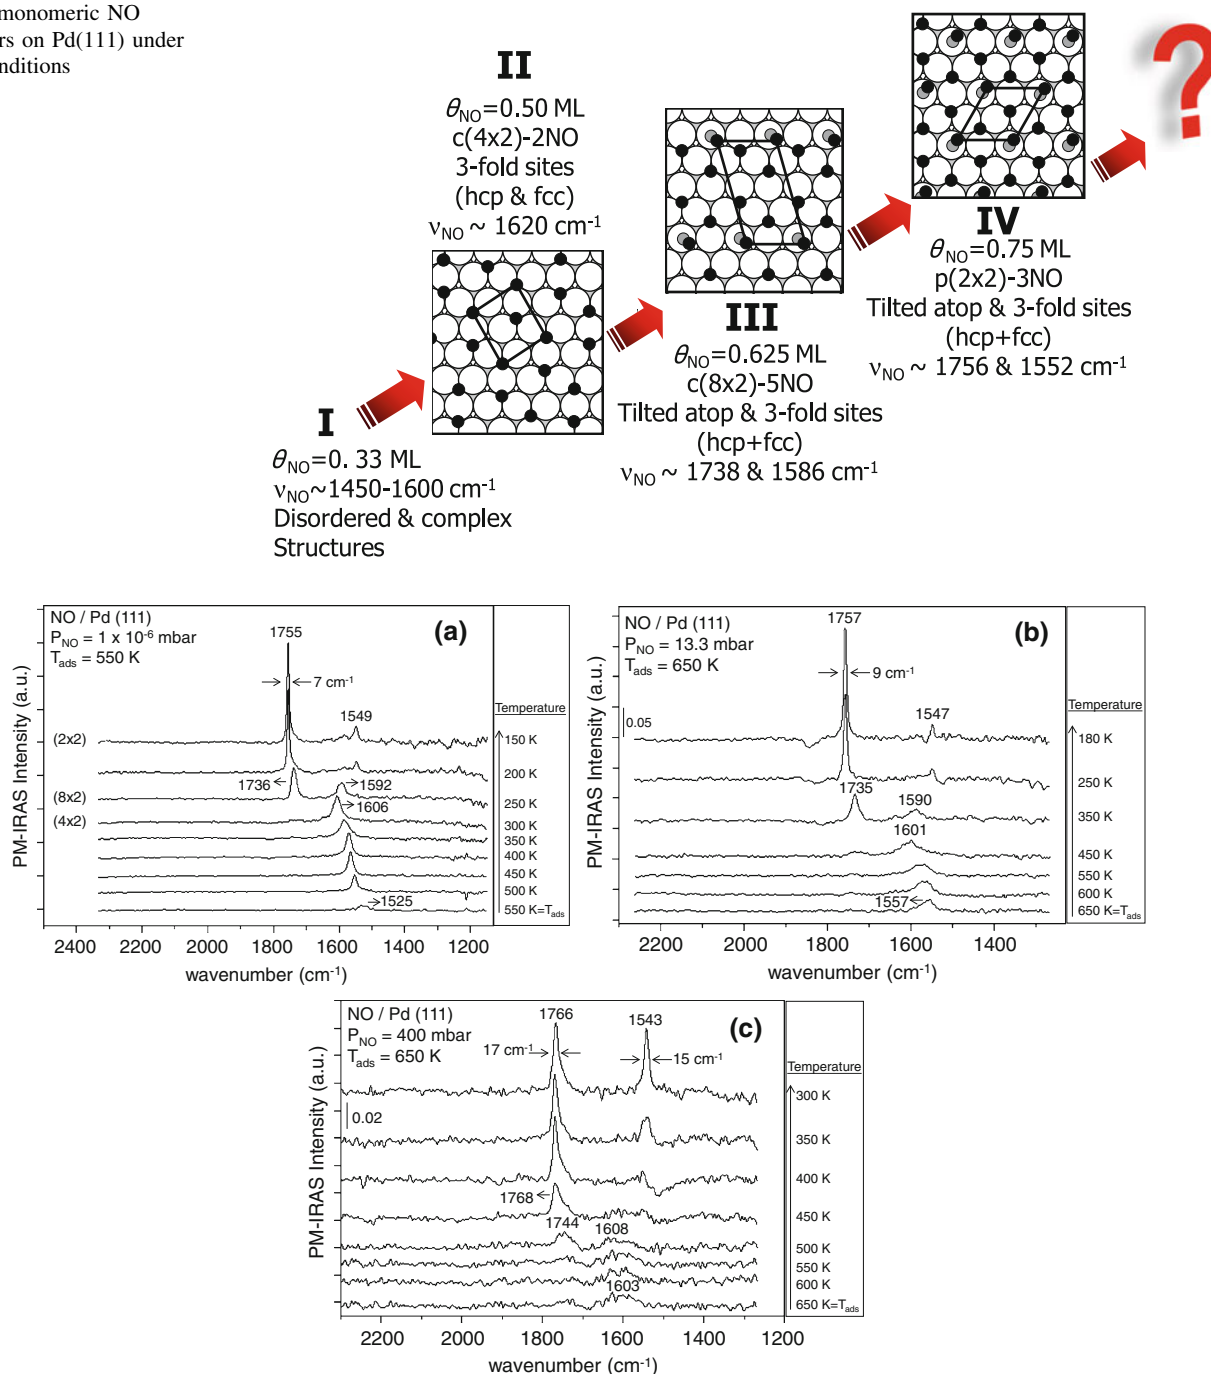 monomeric NO
rs on Pd(111) under
nditions
II
θNO=0.50 ML
c(4x2)-2NO
3-fold sites
(hcp & fcc)
νNO ~ 1620 cm-1
?
IV
θNO=0.75 ML
p(2x2)-3NO
Tilted atop & 3-fold sites
(hcp+fcc)
νNO ~ 1756 & 1552 cm-1
III
θNO=0.625 ML
c(8x2)-5NO
Tilted atop & 3-fold sites
(hcp+fcc)
νNO ~ 1738 & 1586 cm-1
I
θNO=0. 33 ML
νNO~1450-1600 cm-1
Disordered & complex
Structures
NO / Pd (111)
PNO = 1 x 10-6 mbar
Tads = 550 K
(a)
1755
7 cm-1
1549
Temperature
(2x2)
150 K
200 K
1736
1592
(8x2)
250 K
1606
(4x2)
300 K
350 K
400 K
450 K
500 K
1525
550 K=Tads
PM-IRAS Intensity (a.u.)
2400 2200 2000 1800 1600 1400 1200
wavenumber (cm-1)
NO / Pd (111)
PNO = 13.3 mbar
Tads = 650 K
(b)
1757
9 cm-1
0.05
1547
Temperature
180 K
250 K
1735
1590
350 K
1601
450 K
550 K
600 K
1557
650 K=Tads
PM-IRAS Intensity (a.u.)
2200 2000 1800 1600 1400
wavenumber (cm-1)
NO / Pd (111)
PNO = 400 mbar
Tads = 650 K
(c)
1766
1543
17 cm-1
15 cm-1
Temperature
300 K
0.02
350 K
400 K
1768
450 K
1744
1608
500 K
550 K
600 K
1603
650 K=Tads
PM-IRAS Intensity (a.u.)
2200 2000 1800 1600 1400 1200
wavenumber (cm-1)